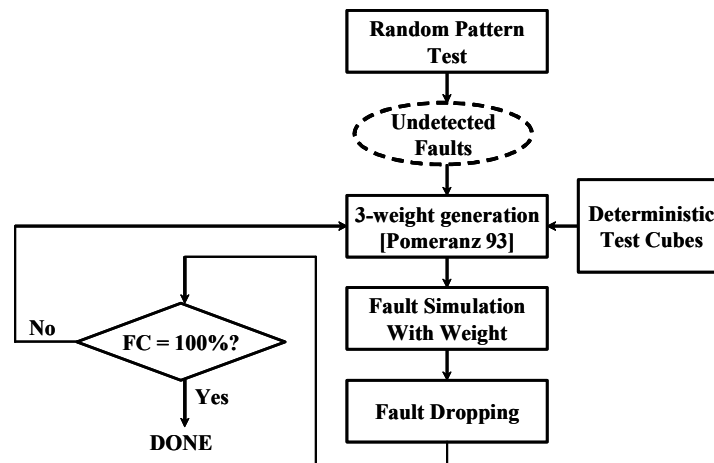 Random Pattern
Test
Undetected
Faults
3-weight generation
[Pomeranz 93]
Deterministic
Test Cubes
Fault Simulation
With Weight
No
FC = 100%?
Yes
Fault Dropping
DONE